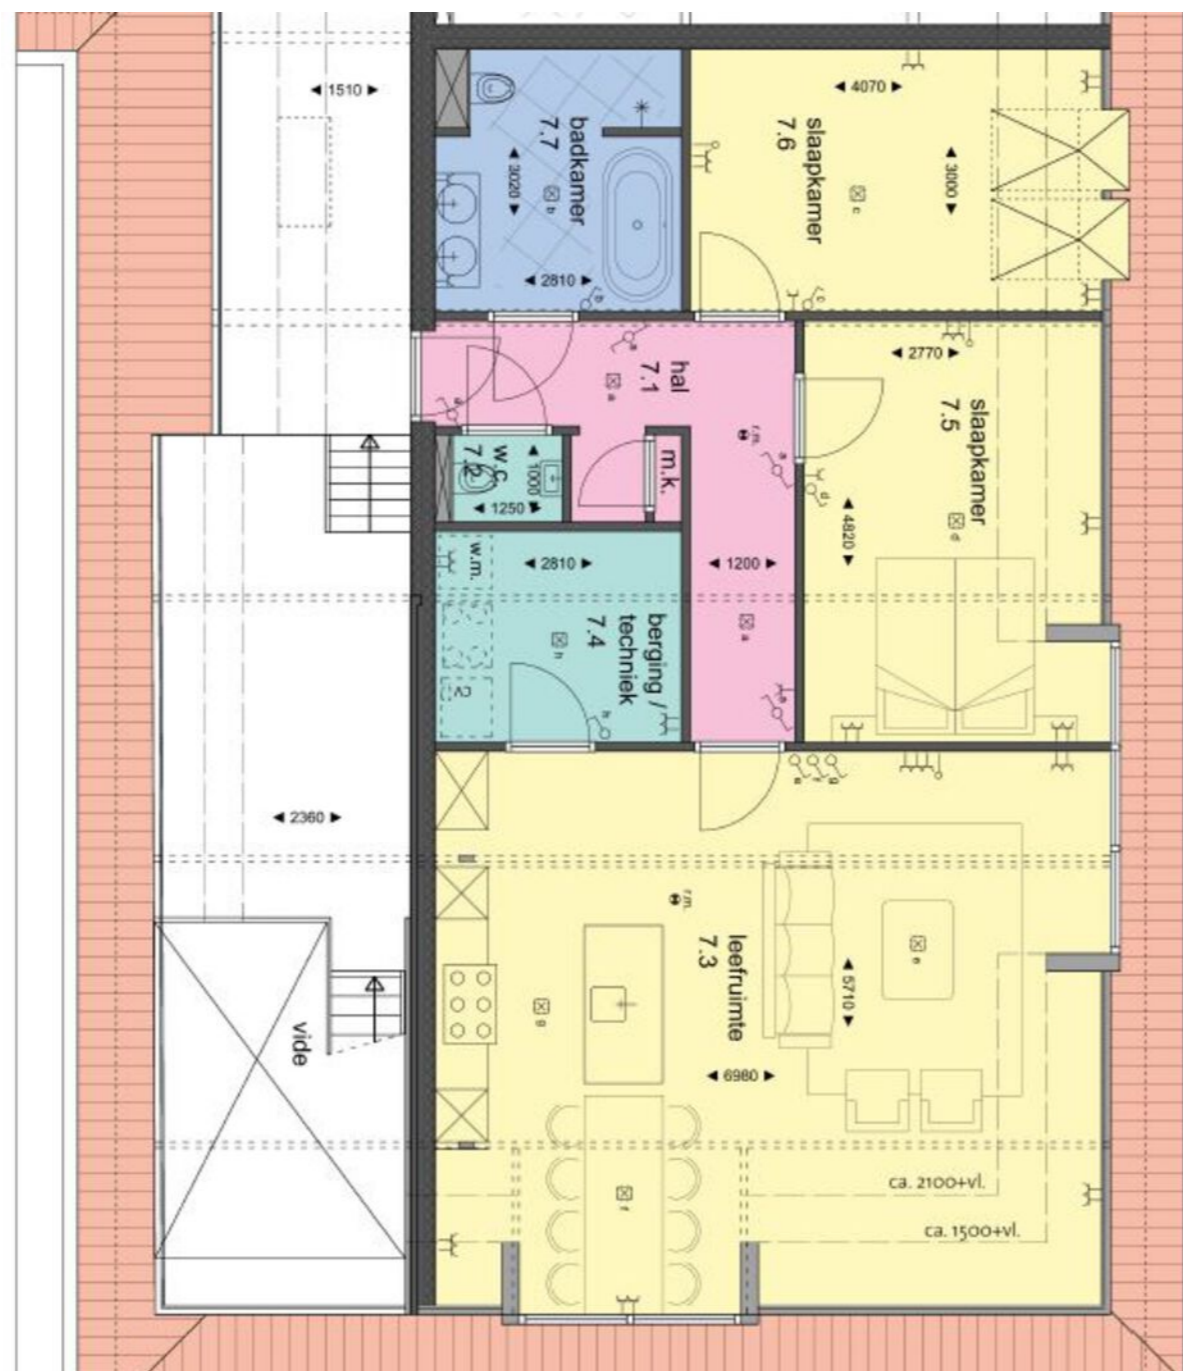 1510
badkamer
7.7
3020
b
2810
b
4070
slaapkamer
7.6
3000
c
c
hal
7.1
a
a
a
r.m.
a
2770
slaapkamer
7.5
d
d
4820
w.c
7.2
1000
1250
m.k.
w.m.
2810
berging /
techniek
7.4
h
h
CV
1200
a
a
2360
vide
e f g
r.m.
leefruimte
7.3
5710
6980
e
g
f
ca. 2100+vl.
ca. 1500+vl.